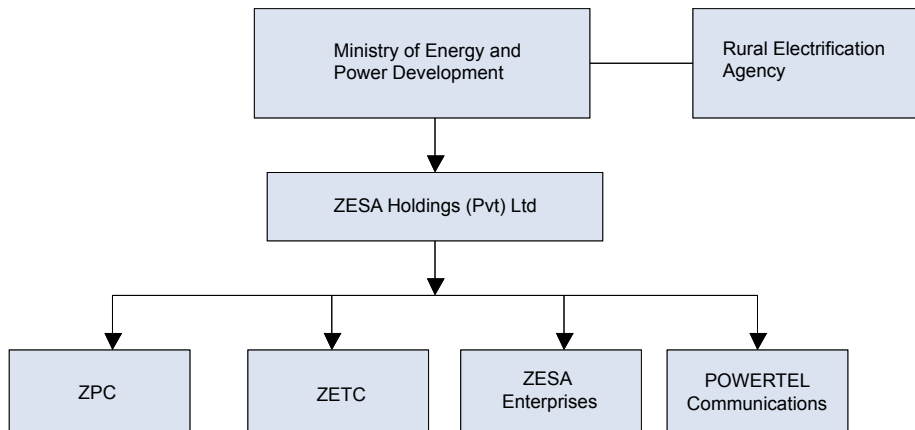 Ministry of Energy and
Power Development
Rural Electrification
Agency
ZESA Holdings (Pvt) Ltd
ZPC
ZETC
ZESA
Enterprises
POWERTEL
Communications